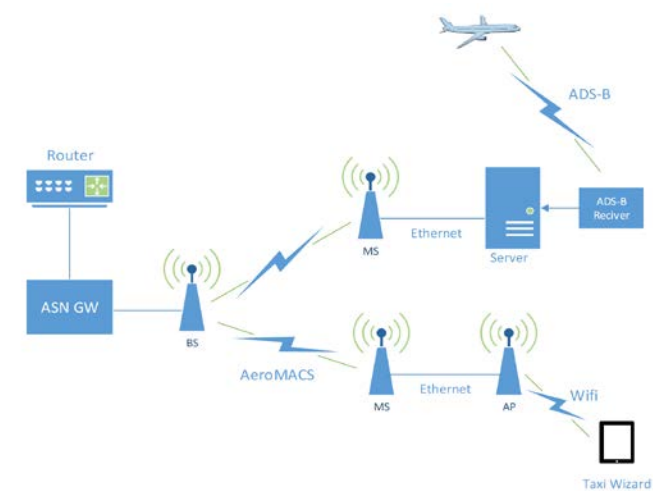 ADS-B
Router
ADS-B
Reciver
Ethernet
MS
Server
ASN GW
BS
AeroMACS
MS
Ethernet
AP
Wifi
Taxi Wizard